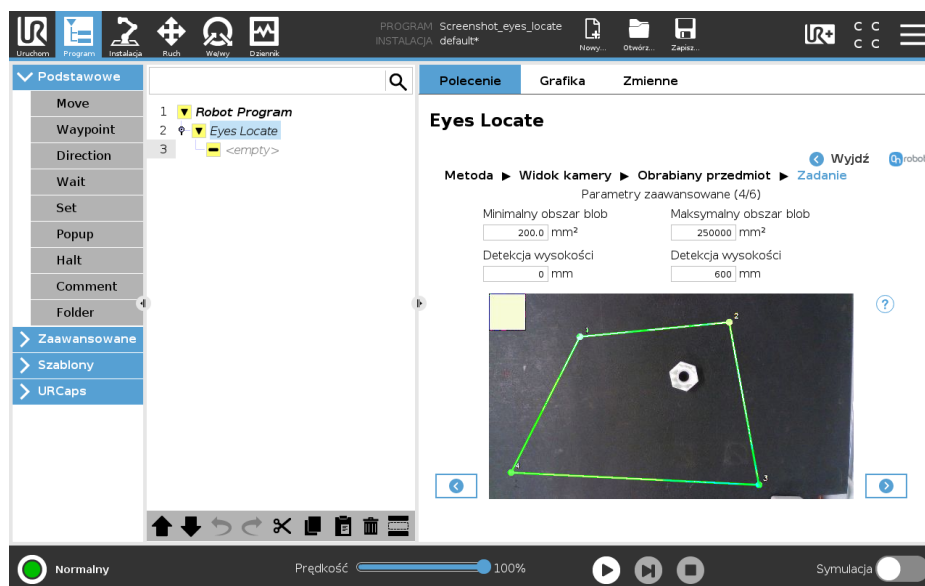 PROGRAM Screenshot_eyes_locate
INSTALACJA default*
Uruchom Program Instalacja Ruch We/wy Dziennik Nowy... Otwórz... Zapisz...
UR+
C C
C C
Podstawowe
Move
Waypoint
Direction
Wait
Set
Popup
Halt
Comment
Folder
Zaawansowane
Szablony
URCaps
1 Robot Program
2 Eyes Locate
3 <empty>
Polecenie Grafika Zmienne
Eyes Locate
Wyjdź OnRobot
Metoda ▶ Widok kamery ▶ Obrabiany przedmiot ▶ Zadanie
Parametry zaawansowane (4/6)
Minimalny obszar blob Maksymalny obszar blob
200.0 mm² 250000 mm²
Detekcja wysokości Detekcja wysokości
0 mm 600 mm
?
1
2
3
4
Normalny Prędkość 100% Symulacja